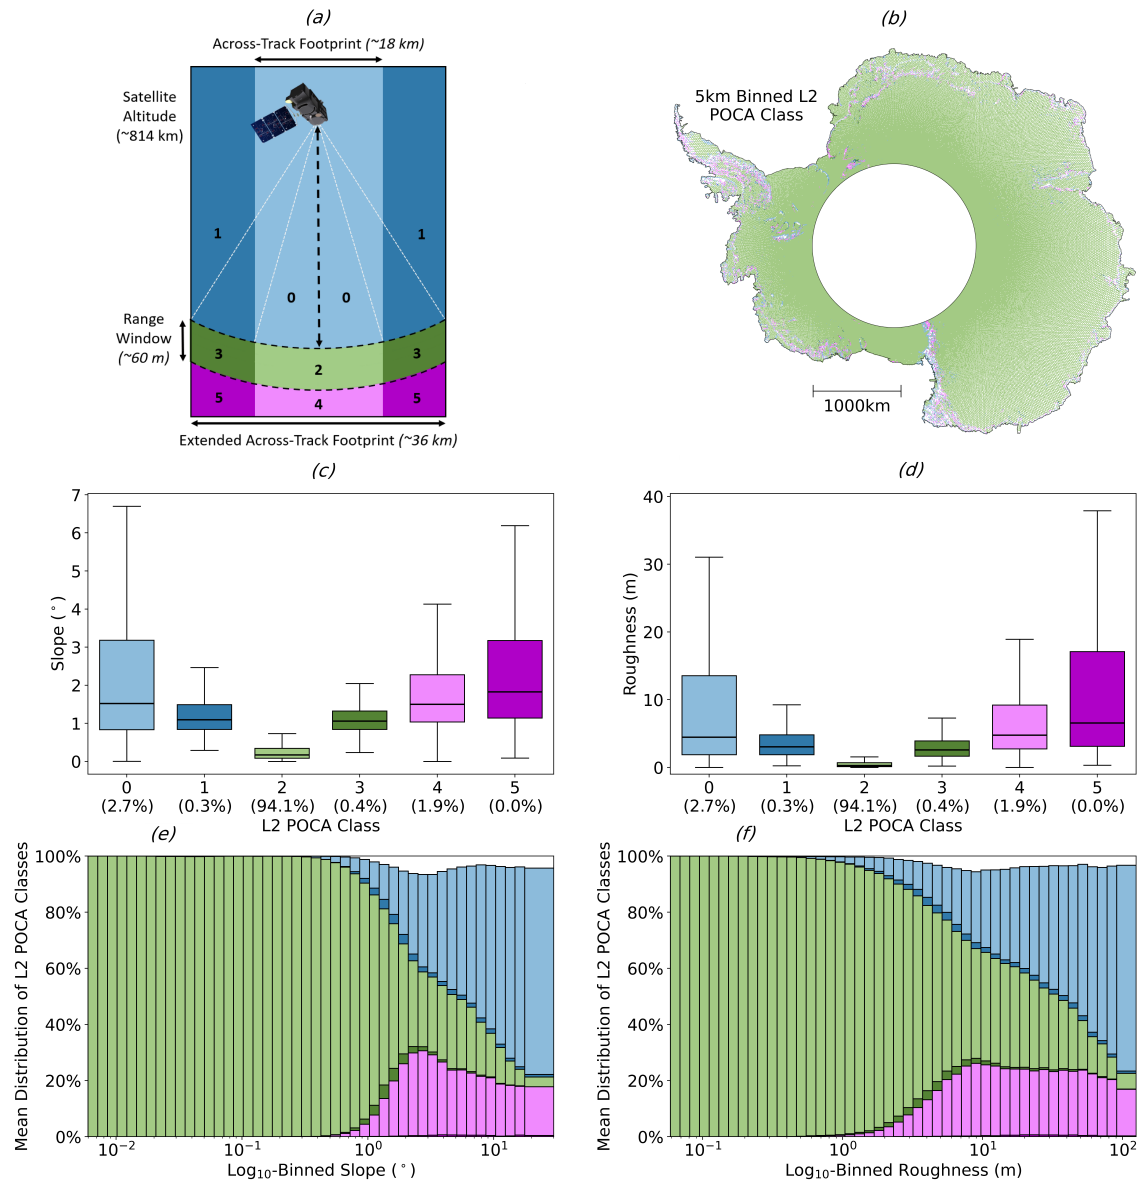 (a)
Across-Track Footprint (~18 km)
Satellite
Altitude
(~814 km)
1
1
0
0
Range
Window
(~60 m)
3
3
2
5
5
4
Extended Across-Track Footprint (~36 km)
(b)
5km Binned L2
POCA Class
1000km
(c)
Slope (°)
7
6
5
4
3
2
1
0
0 1 2 3 4 5
(2.7%) (0.3%) (94.1%) (0.4%) (1.9%) (0.0%)
L2 POCA Class
(d)
Roughness (m)
40
30
20
10
0
0 1 2 3 4 5
(2.7%) (0.3%) (94.1%) (0.4%) (1.9%) (0.0%)
L2 POCA Class
(e)
Mean Distribution of L2 POCA Classes
100%
80%
60%
40%
20%
0%
10⁻² 10⁻¹ 10⁰ 10¹
Log₁₀-Binned Slope (°)
(f)
Mean Distribution of L2 POCA Classes
100%
80%
60%
40%
20%
0%
10⁻¹ 10⁰ 10¹ 10²
Log₁₀-Binned Roughness (m)